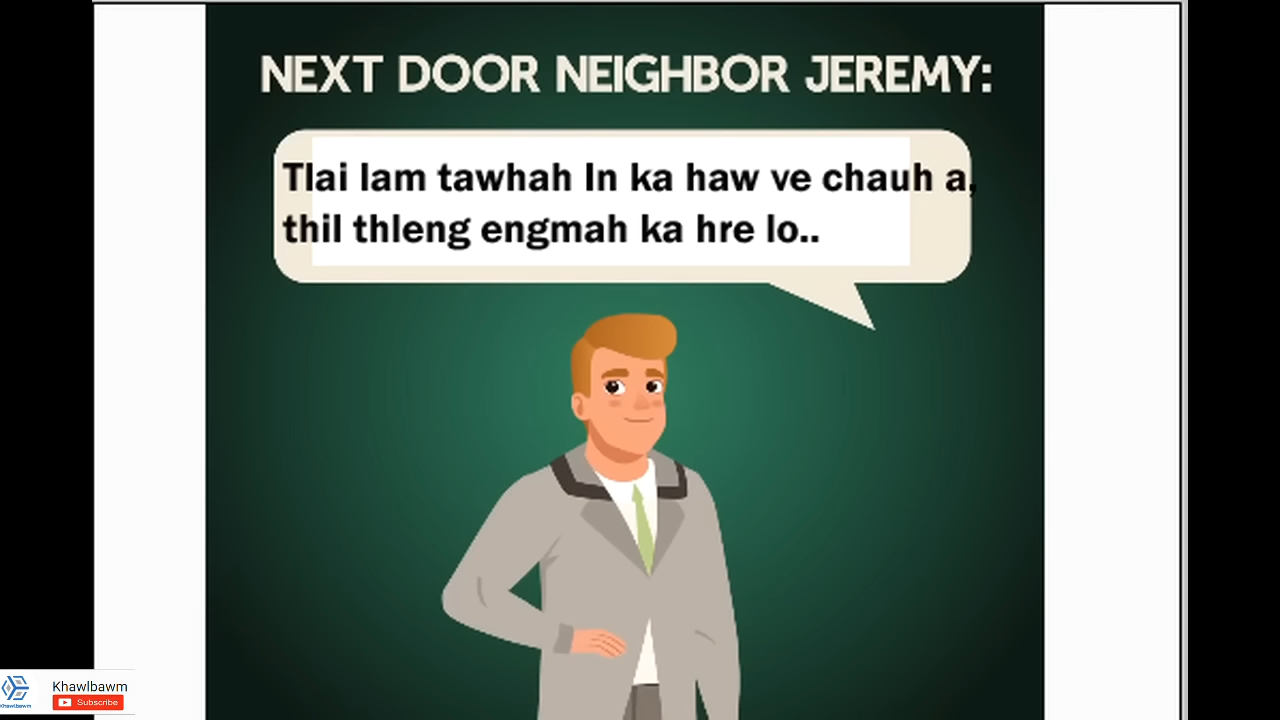 NEXT DOOR NEIGHBOR JEREMY:
Tlai lam tawhah In ka haw ve chauh a,
thil thleng engmah ka hre lo..
Khawlbawm
Subscribe
Khawlbawm